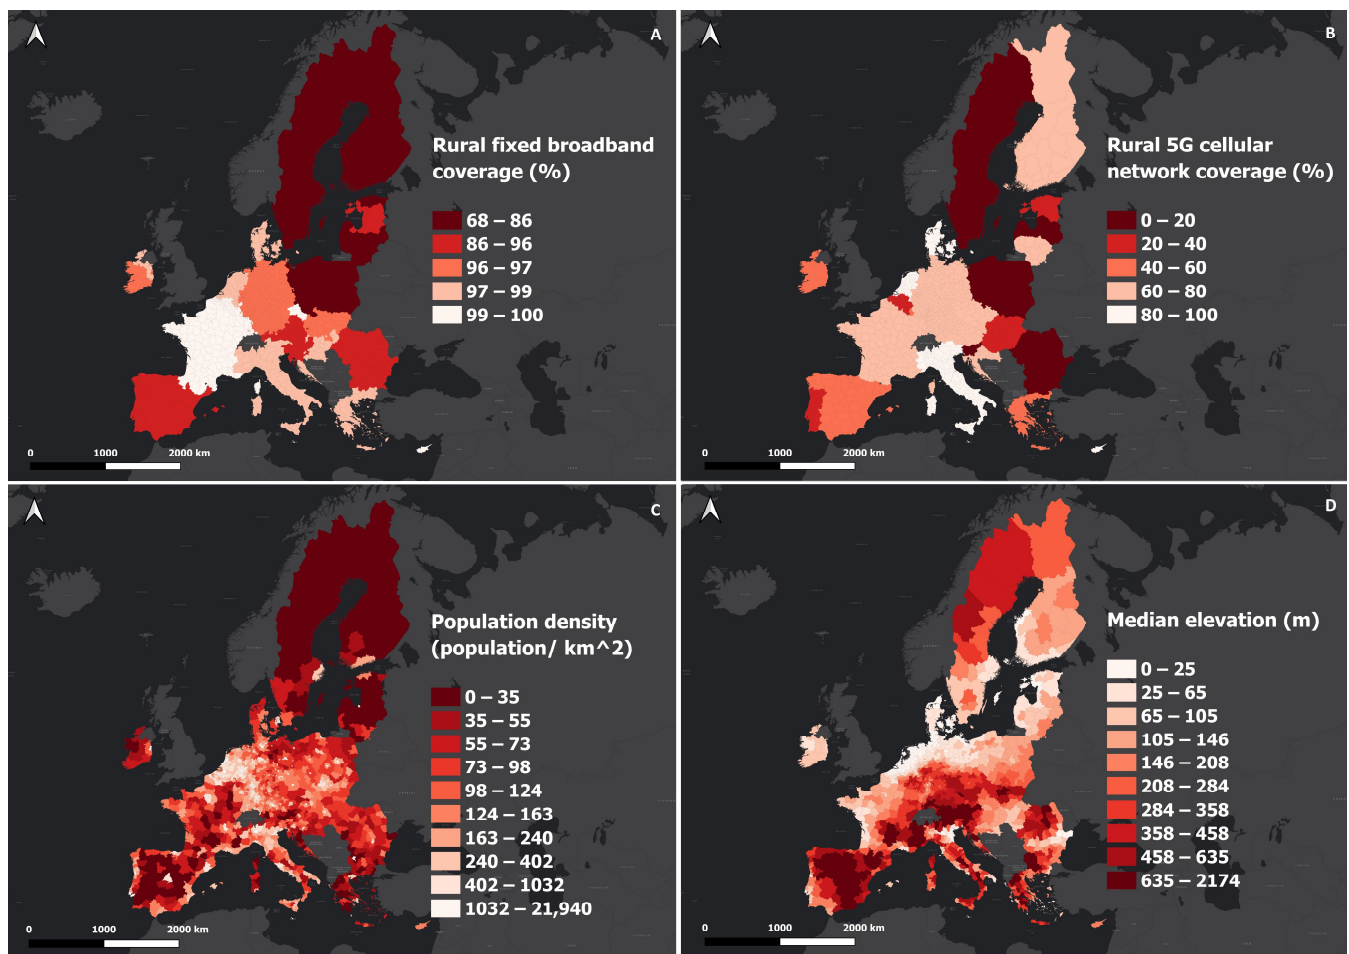 A
Rural fixed broadband
coverage (%)
68 – 86
86 – 96
96 – 97
97 – 99
99 – 100
0 1000 2000 km
B
Rural 5G cellular
network coverage (%)
0 – 20
20 – 40
40 – 60
60 – 80
80 – 100
0 1000 2000 km
C
Population density
(population/ km^2)
0 – 35
35 – 55
55 – 73
73 – 98
98 – 124
124 – 163
163 – 240
240 – 402
402 – 1032
1032 – 21,940
0 1000 2000 km
D
Median elevation (m)
0 – 25
25 – 65
65 – 105
105 – 146
146 – 208
208 – 284
284 – 358
358 – 458
458 – 635
635 – 2174
0 1000 2000 km